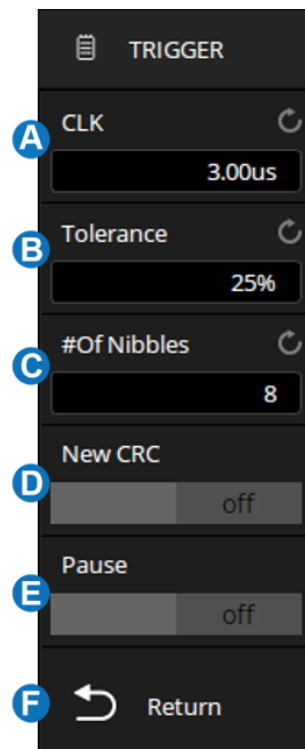 TRIGGER
A
CLK
3.00us
B
Tolerance
25%
C
#Of Nibbles
8
D
New CRC
off
E
Pause
off
F
Return